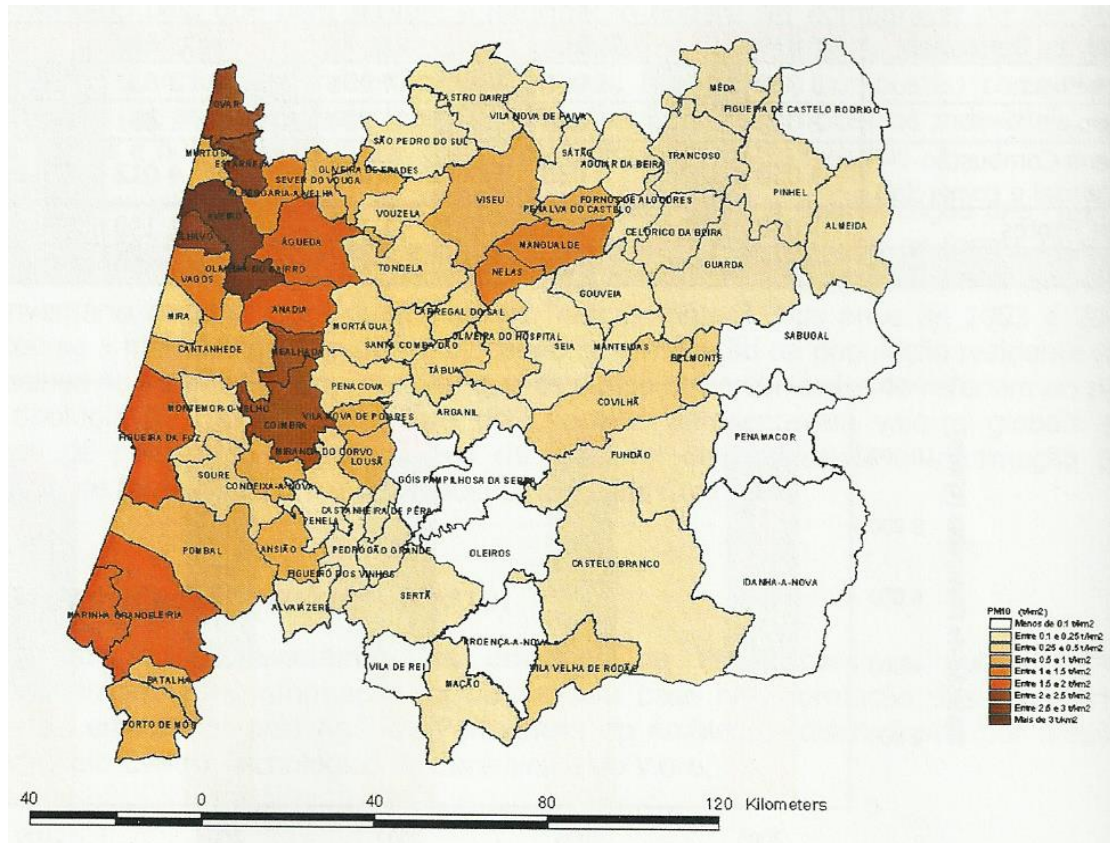 OVAR
CASTRO DAIRE
VILA NOVA DE PAIVA
MÊDA
FIGUEIRA DE CASTELO RODRIGO
MURTOSA
ESTARREJA
SÃO PEDRO DO SUL
SÁTÃO
AGUIAR DA BEIRA
TRANCOSO
SEVER DO VOUGA
OLIVEIRA DE FRADES
ALBERGARIA-A-VELHA
VISEU
PENALVA DO CASTELO
FORNOS DE ALGODRES
PINHEL
AVEIRO
VOUZELA
ALMEIDA
ILHAVO
ÁGUEDA
MANGUALDE
CELORICO DA BEIRA
GUARDA
OLIVEIRA DO BAIRRO
VAGOS
TONDELA
NELAS
GOUVEIA
MIRA
ANADIA
MORTÁGUA
CARREGAL DO SAL
SABUGAL
CANTANHEDE
MEALHADA
SANTA COMBA DÃO
OLIVEIRA DO HOSPITAL
SEIA
MANTEIGAS
BELMONTE
TÁBUA
PENACOVA
COVILHÃ
MONTEMOR-O-VELHO
VILA NOVA DE POIARES
ARGANIL
COIMBRA
PENAMACOR
FIGUEIRA DA FOZ
MIRANDA DO CORVO
LOUSÃ
FUNDÃO
SOURE
GÓIS
PAMPILHOSA DA SERRA
CONDEIXA-A-NOVA
CASTANHEIRA DE PÊRA
PENELA
POMBAL
ANSIÃO
PEDROGÃO GRANDE
OLEIROS
CASTELO BRANCO
IDANHA-A-NOVA
FIGUEIRÓ DOS VINHOS
SERTÃ
ALVAIÁZERE
MARINHA GRANDE
LEIRIA
PROENÇA-A-NOVA
VILA DE REI
VILA VELHA DE RÓDÃO
BATALHA
MAÇÃO
PORTO DE MÓS
PM10 (t/km2)
Menos de 0.1 t/km2
Entre 0.1 e 0.25 t/km2
Entre 0.25 e 0.5 t/km2
Entre 0.5 e 1 t/km2
Entre 1 e 1.5 t/km2
Entre 1.5 e 2 t/km2
Entre 2 e 2.5 t/km2
Entre 2.5 e 3 t/km2
Mais de 3 t/km2
40 0 40 80 120 Kilometers